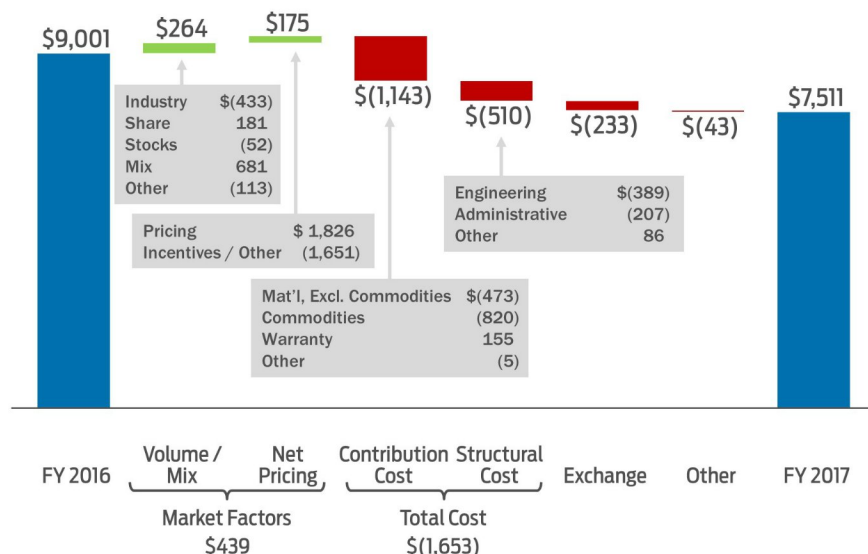 $9,001
$264
$175
$(1,143)
$(510)
$(233)
$(43)
$7,511
Industry $(433)
Share 181
Stocks (52)
Mix 681
Other (113)
Pricing $ 1,826
Incentives / Other (1,651)
Mat'l, Excl. Commodities $(473)
Commodities (820)
Warranty 155
Other (5)
Engineering $(389)
Administrative (207)
Other 86
FY 2016
Volume /
Mix
Net
Pricing
Contribution
Cost
Structural
Cost
Exchange
Other
FY 2017
Market Factors
$439
Total Cost
$(1,653)